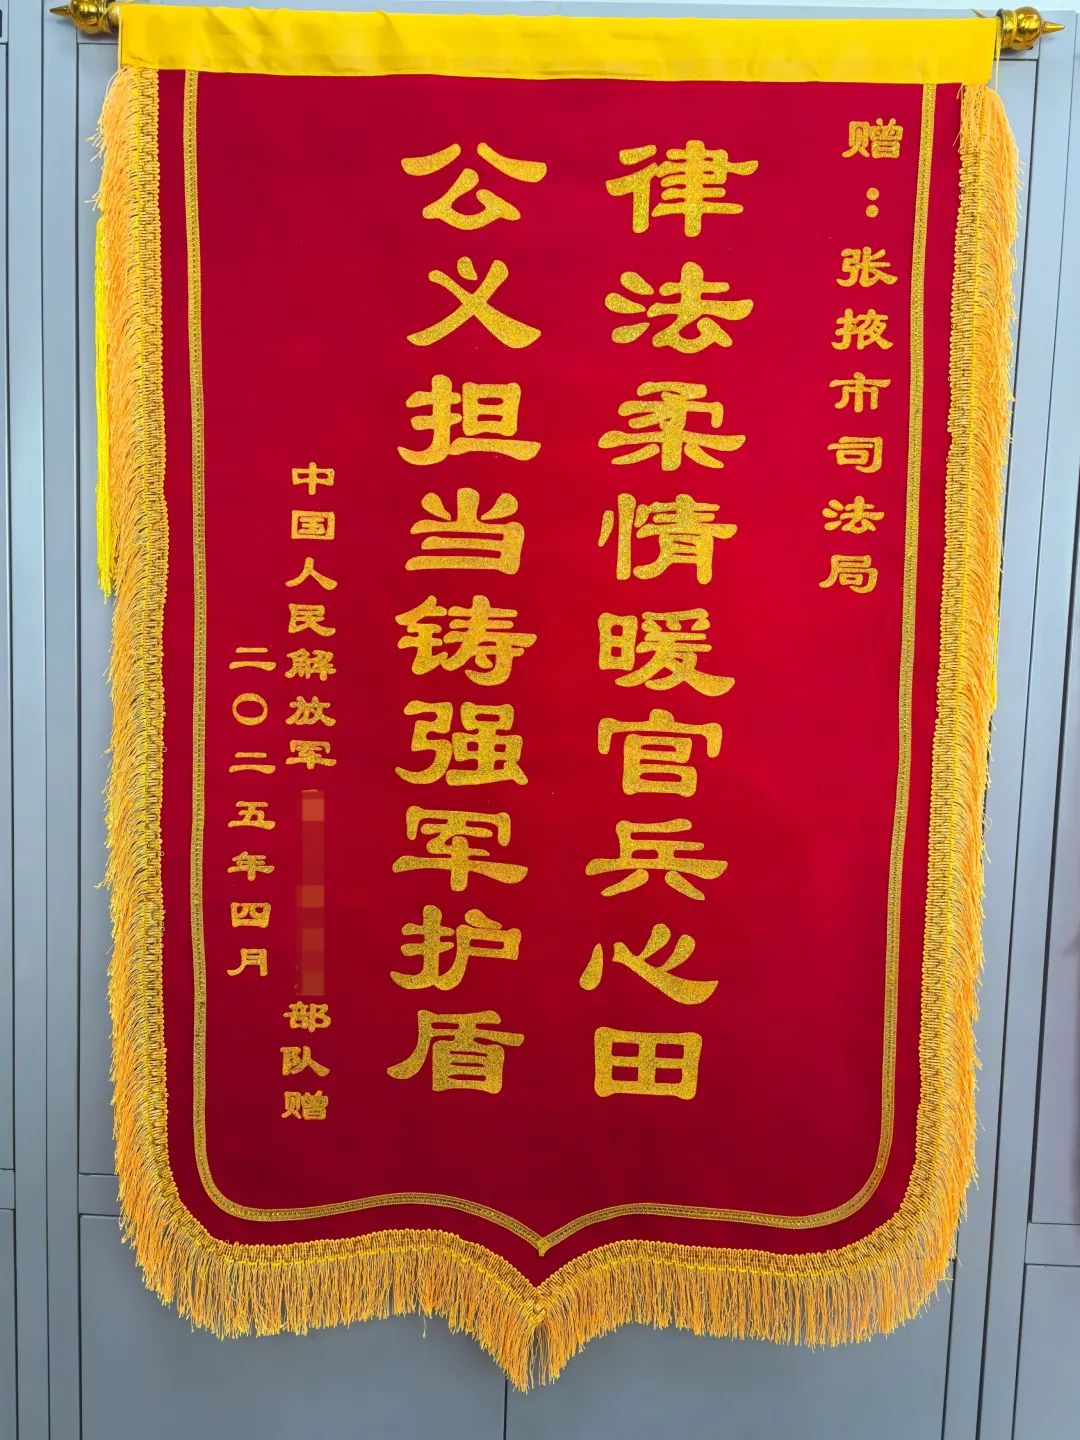 赠：张掖市司法局
律法柔情暖官兵心田
公义担当铸强军护盾
中国人民解放军 部队赠
二〇二五年四月